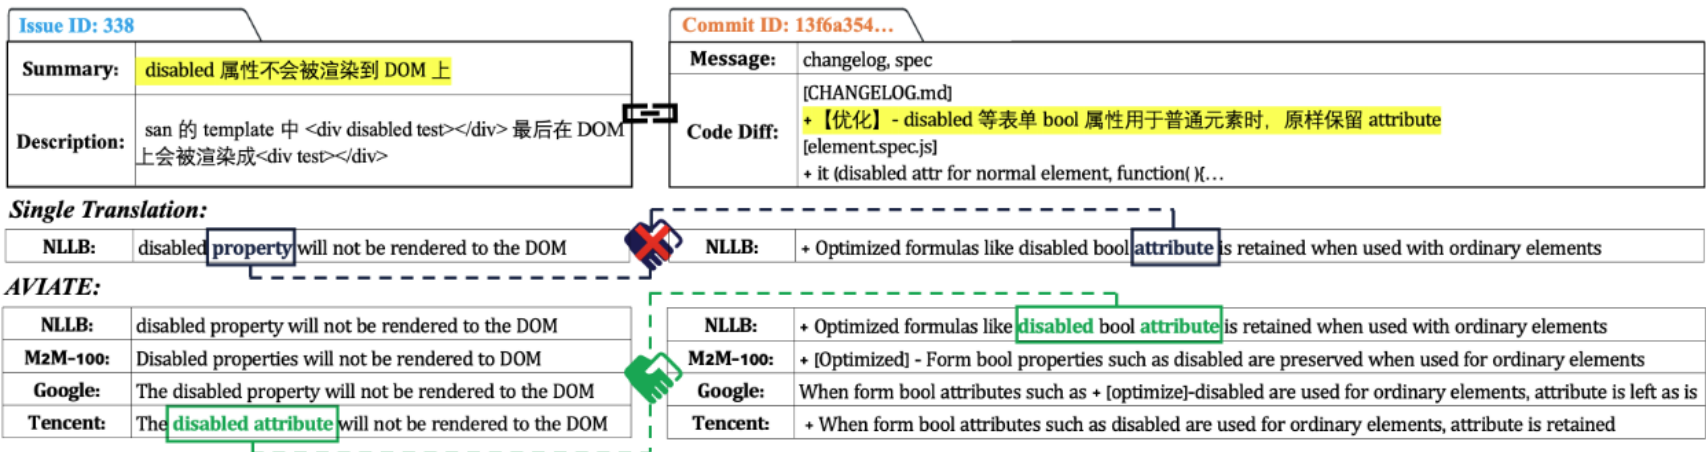 Issue ID: 338
Summary: disabled 属性不会被渲染到 DOM 上
Description: san 的 template 中 <div disabled test></div> 最后在 DOM
上会被渲染成<div test></div>
Commit ID: 13f6a354...
Message: changelog, spec
Code Diff: [CHANGELOG.md]
+【优化】- disabled 等表单 bool 属性用于普通元素时，原样保留 attribute
[element.spec.js]
+ it (disabled attr for normal element, function( ){...
Single Translation:
NLLB: disabled property will not be rendered to the DOM
NLLB: + Optimized formulas like disabled bool attribute is retained when used with ordinary elements
AVIATE:
NLLB: disabled property will not be rendered to the DOM
M2M-100: Disabled properties will not be rendered to DOM
Google: The disabled property will not be rendered to the DOM
Tencent: The disabled attribute will not be rendered to the DOM
NLLB: + Optimized formulas like disabled bool attribute is retained when used with ordinary elements
M2M-100: + [Optimized] - Form bool properties such as disabled are preserved when used for ordinary elements
Google: When form bool attributes such as + [optimize]-disabled are used for ordinary elements, attribute is left as is
Tencent: + When form bool attributes such as disabled are used for ordinary elements, attribute is retained